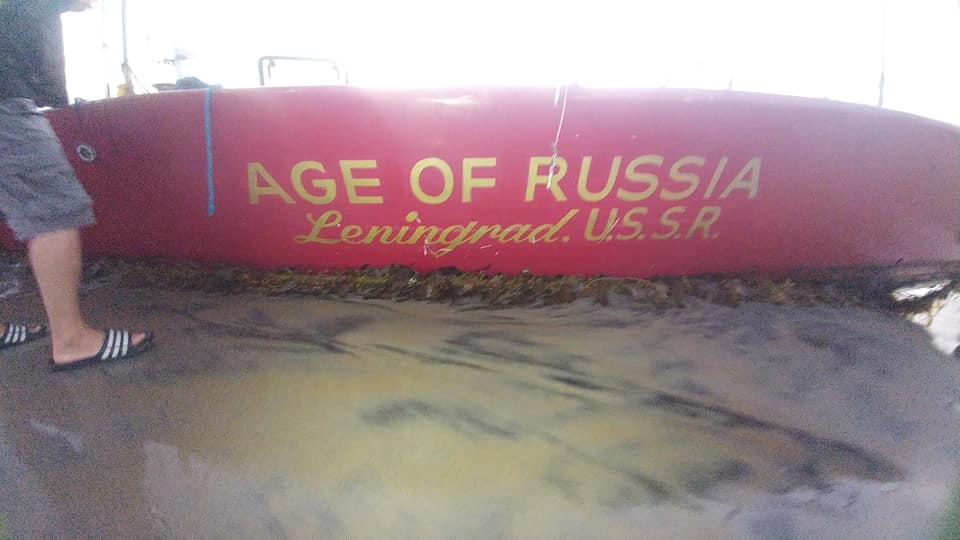 AGE OF RUSSIA
Leningrad. U.S.S.R.